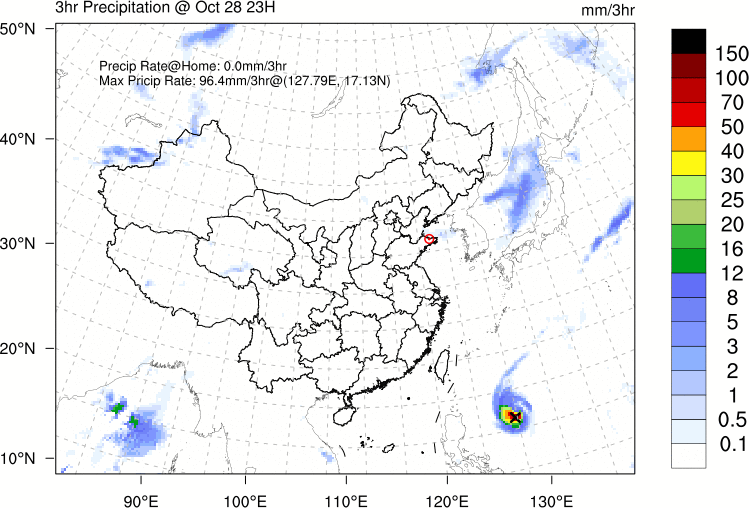 3hr Precipitation @ Oct 28 23H
mm/3hr
Precip Rate@Home: 0.0mm/3hr
Max Pricip Rate: 96.4mm/3hr@(127.79E, 17.13N)
50°N
40°N
30°N
20°N
10°N
90°E
100°E
110°E
120°E
130°E
150
100
70
50
40
30
25
20
16
12
8
5
3
2
1
0.5
0.1